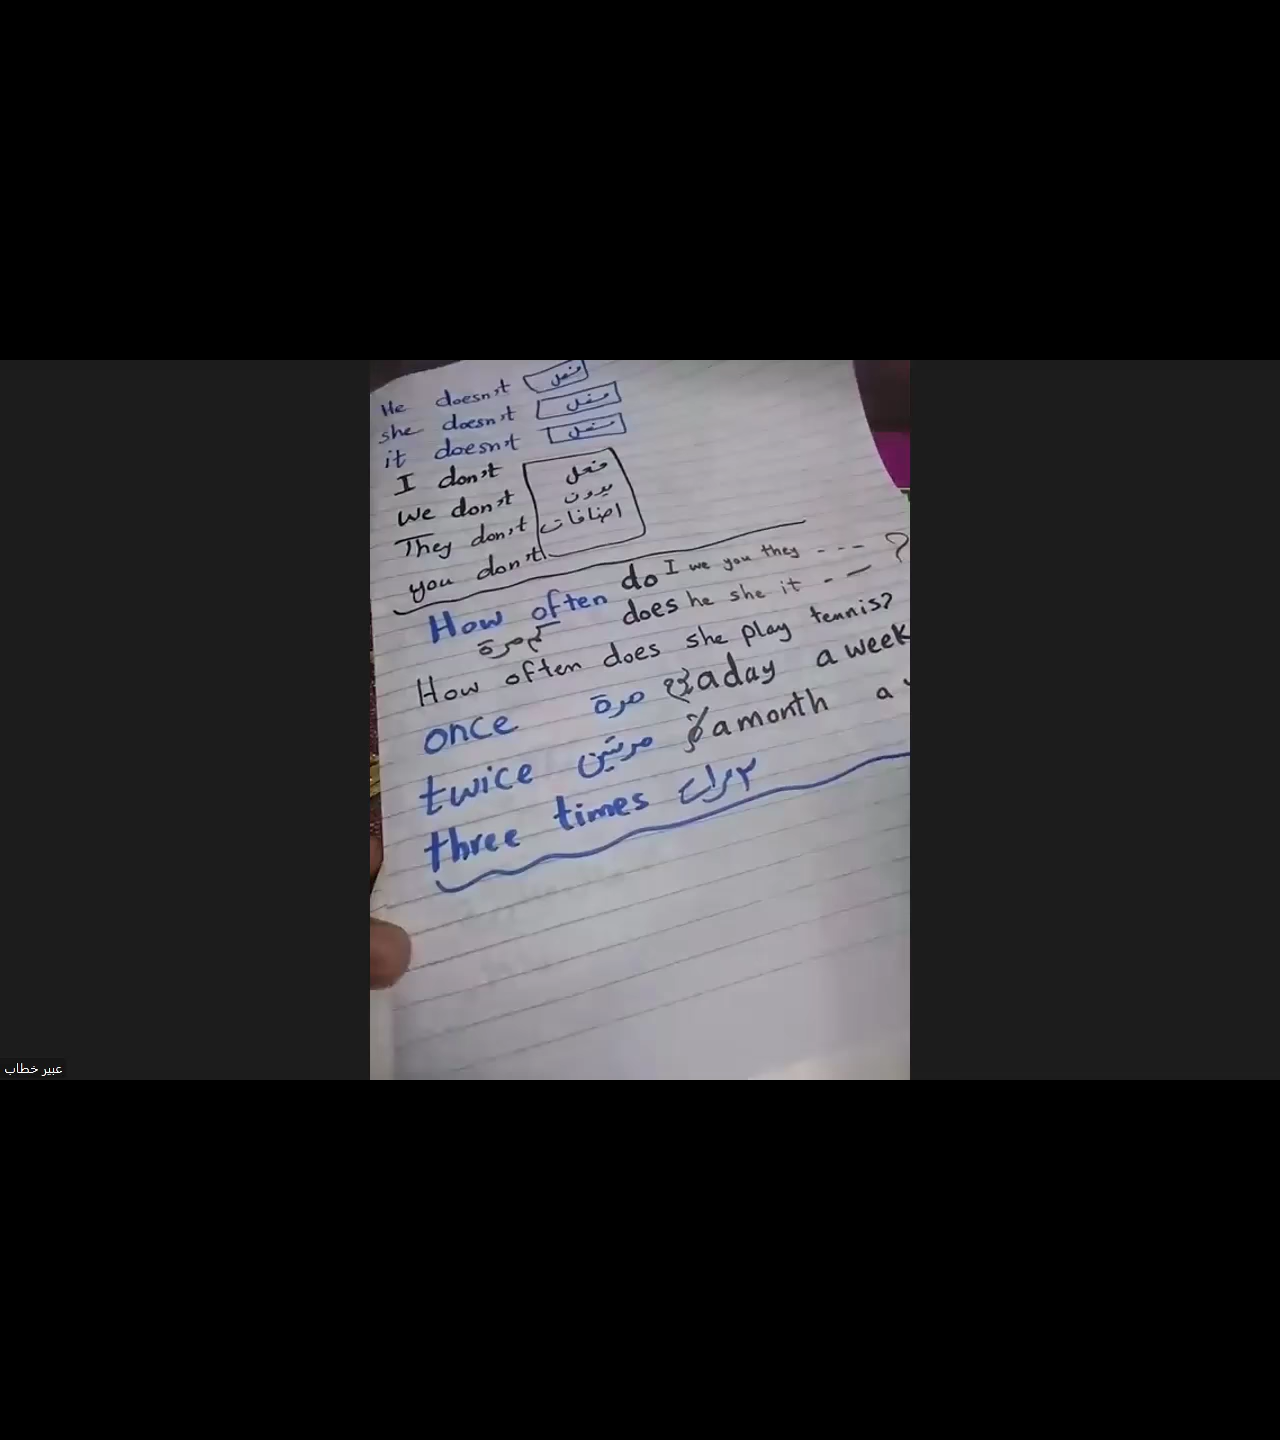 He doesn't فعل
she doesn't فعل
it doesn't فعل
I don't فعل
We don't بدون
They don't اضافات
you don't
How often do I we you they - - - ?
كم مرة does he she it - -
How often does she play tennis?
once مرة a day a week
twice مرتين a month a
three times ٣ مرات
عبير خطاب